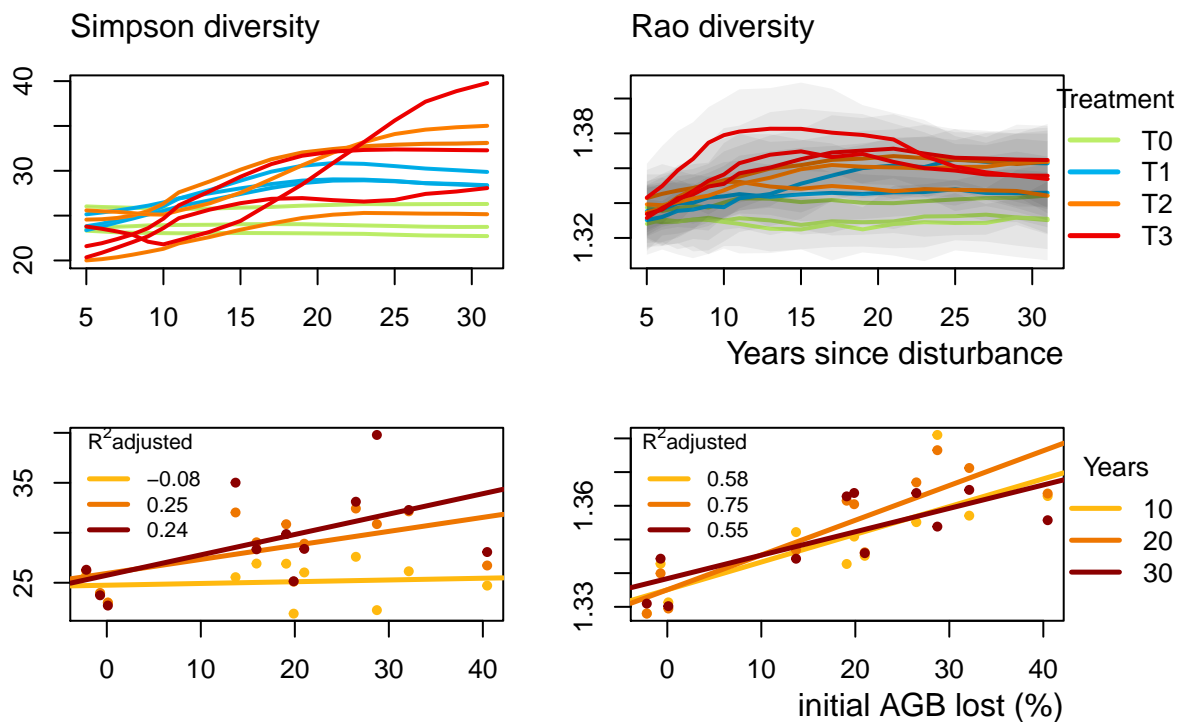 Simpson diversity
Rao diversity
40
30
20
5 10 15 20 25 30
1.38
1.32
5 10 15 20 25 30
Years since disturbance
Treatment
T0
T1
T2
T3
R²adjusted
−0.08
0.25
0.24
35
25
0 10 20 30 40
R²adjusted
0.58
0.75
0.55
1.36
1.33
0 10 20 30 40
initial AGB lost (%)
Years
10
20
30